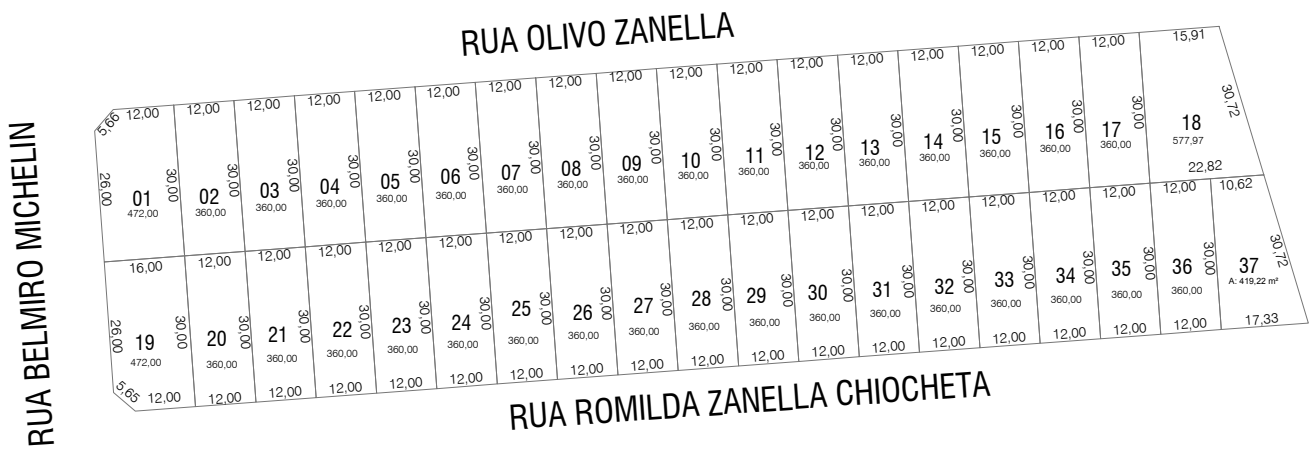 RUA OLIVO ZANELLA
RUA BELMIRO MICHELIN
5,66 12,00 12,00 12,00 12,00 12,00 12,00 12,00 12,00 12,00 12,00 12,00 12,00 12,00 12,00 12,00 12,00 12,00 15,91
26,00 30,00 30,00 30,00 30,00 30,00 30,00 30,00 30,00 30,00 30,00 30,00 30,00 30,00 30,00 30,00 30,00 30,00 30,72
01 02 03 04 05 06 07 08 09 10 11 12 13 14 15 16 17 18
472,00 360,00 360,00 360,00 360,00 360,00 360,00 360,00 360,00 360,00 360,00 360,00 360,00 360,00 360,00 360,00 360,00 577,97
22,82
16,00 12,00 12,00 12,00 12,00 12,00 12,00 12,00 12,00 12,00 12,00 12,00 12,00 12,00 12,00 12,00 12,00 12,00 10,62
26,00 30,00 30,00 30,00 30,00 30,00 30,00 30,00 30,00 30,00 30,00 30,00 30,00 30,00 30,00 30,00 30,00 30,00 30,00 30,72
19 20 21 22 23 24 25 26 27 28 29 30 31 32 33 34 35 36 37
472,00 360,00 360,00 360,00 360,00 360,00 360,00 360,00 360,00 360,00 360,00 360,00 360,00 360,00 360,00 360,00 360,00 360,00 A: 419,22 m²
5,65 12,00 12,00 12,00 12,00 12,00 12,00 12,00 12,00 12,00 12,00 12,00 12,00 12,00 12,00 12,00 12,00 12,00 12,00 17,33
RUA ROMILDA ZANELLA CHIOCHETA